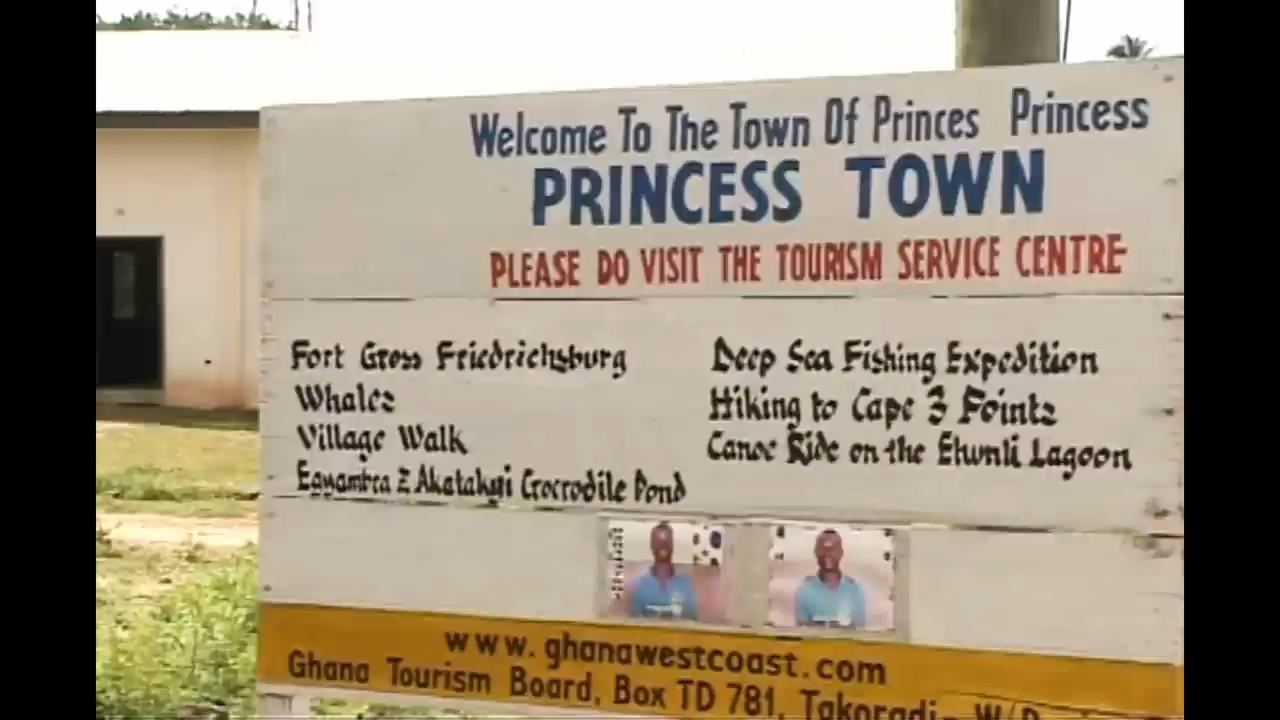 Welcome To The Town Of Princes Princess
PRINCESS TOWN
PLEASE DO VISIT THE TOURISM SERVICE CENTRE
Fort Gross Friedrichsburg
Whales
Village Walk
Egyambra & Akatakyi Crocrodile Pond
Deep Sea Fishing Expedition
Hiking to Cape 3 Points
Canoe Ride on the Ehunli Lagoon
www.ghanawestcoast.com
Ghana Tourism Board, Box TD 781, Takoradi-